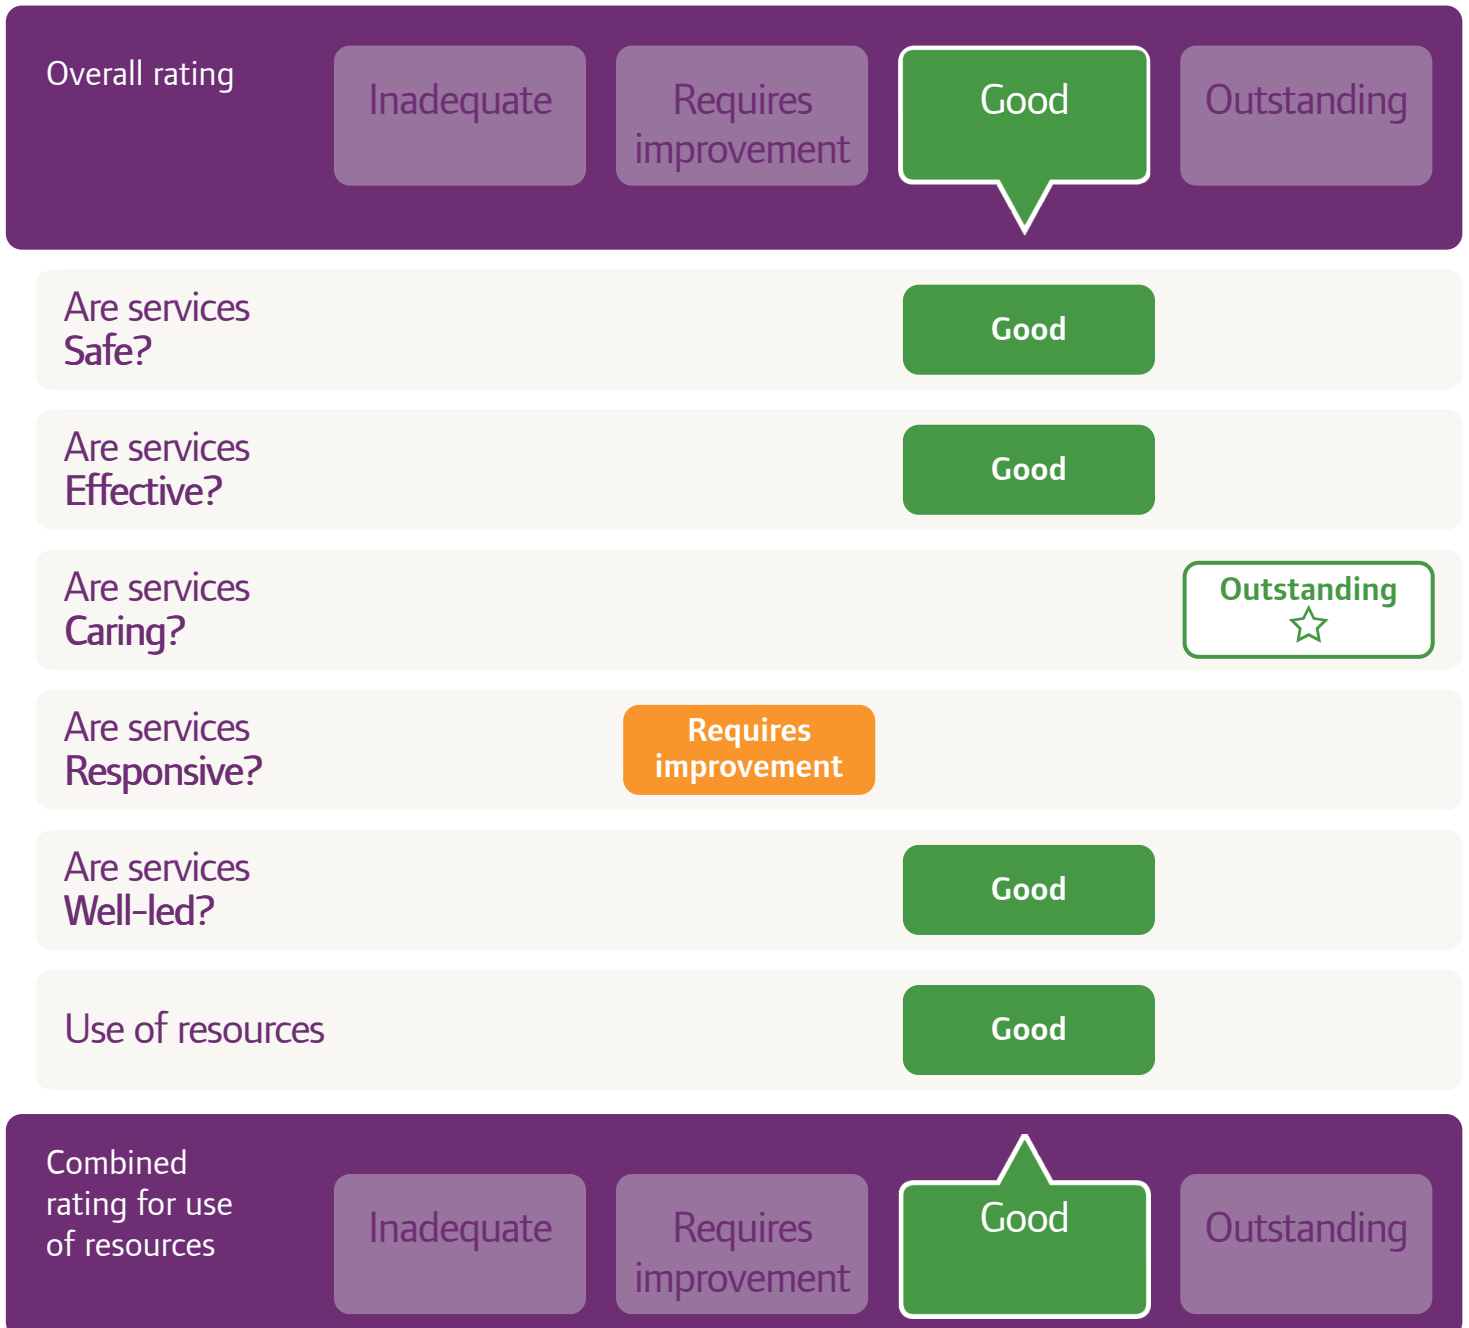 Overall rating
Inadequate
Requires
improvement
Good
Outstanding
Are services
Safe?
Good
Are services
Effective?
Good
Are services
Caring?
Outstanding
Are services
Responsive?
Requires
improvement
Are services
Well-led?
Good
Use of resources
Good
Combined
rating for use
of resources
Inadequate
Requires
improvement
Good
Outstanding